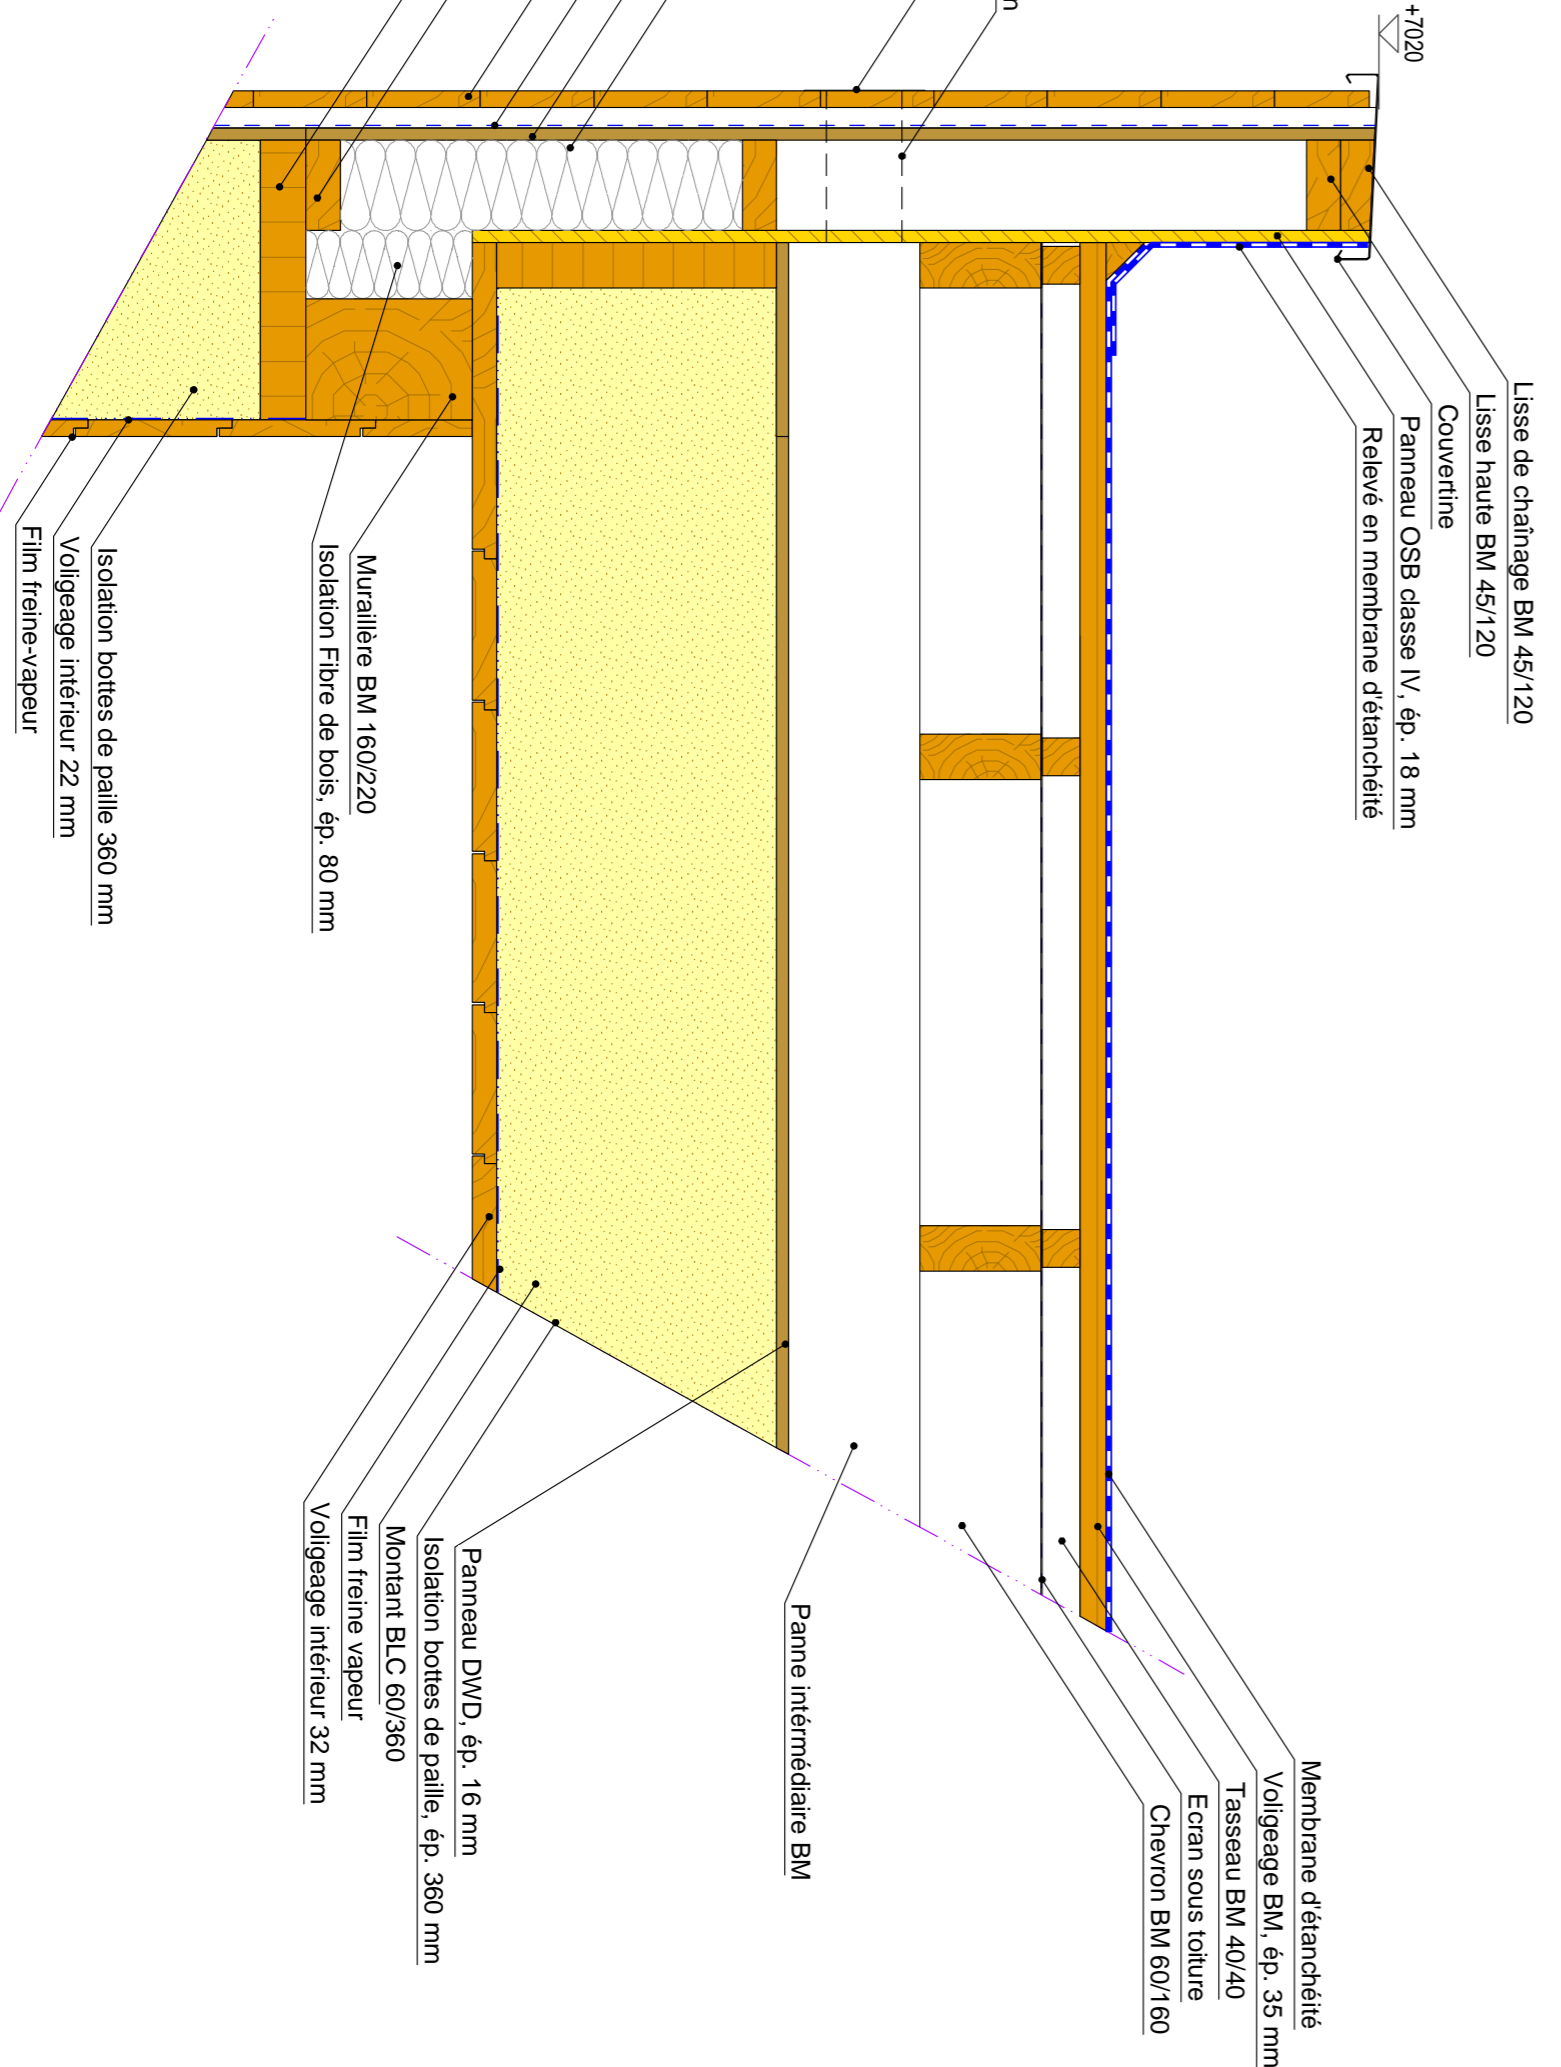 +7020
n
Lisse de chaînage BM 45/120
Lisse haute BM 45/120
Couvertine
Panneau OSB classe IV, ép. 18 mm
Relevé en membrane d'étanchéité
Membrane d'étanchéité
Voligeage BM, ép. 35 mm
Tasseau BM 40/40
Ecran sous toiture
Chevron BM 60/160
Panne intérmédiaire BM
Panneau DWD, ép. 16 mm
Isolation bottes de paille, ép. 360 mm
Montant BLC 60/360
Film freine vapeur
Voligeage intérieur 32 mm
Muraillère BM 160/220
Isolation Fibre de bois, ép. 80 mm
Isolation bottes de paille 360 mm
Voligeage intérieur 22 mm
Film freine-vapeur